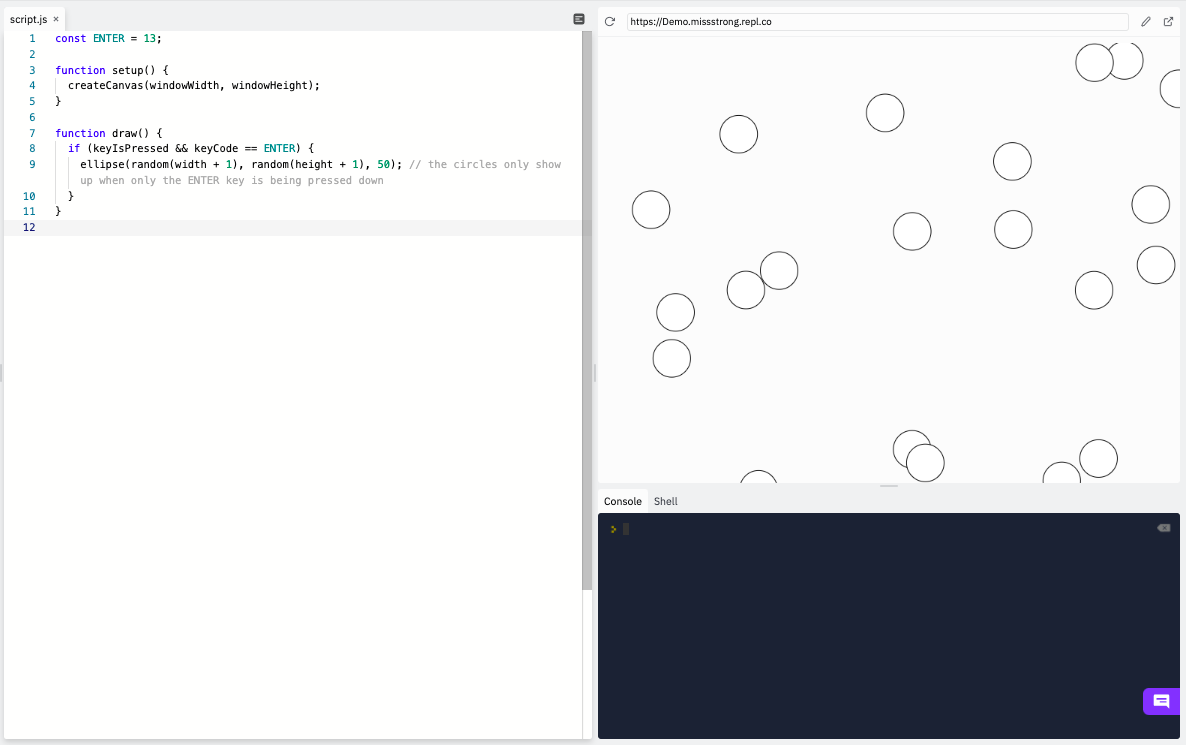 script.js ×
1 const ENTER = 13;
2
3 function setup() {
4 createCanvas(windowWidth, windowHeight);
5 }
6
7 function draw() {
8 if (keyIsPressed && keyCode == ENTER) {
9 ellipse(random(width + 1), random(height + 1), 50); // the circles only show
up when only the ENTER key is being pressed down
10 }
11 }
12
https://Demo.missstrong.repl.co
Console Shell